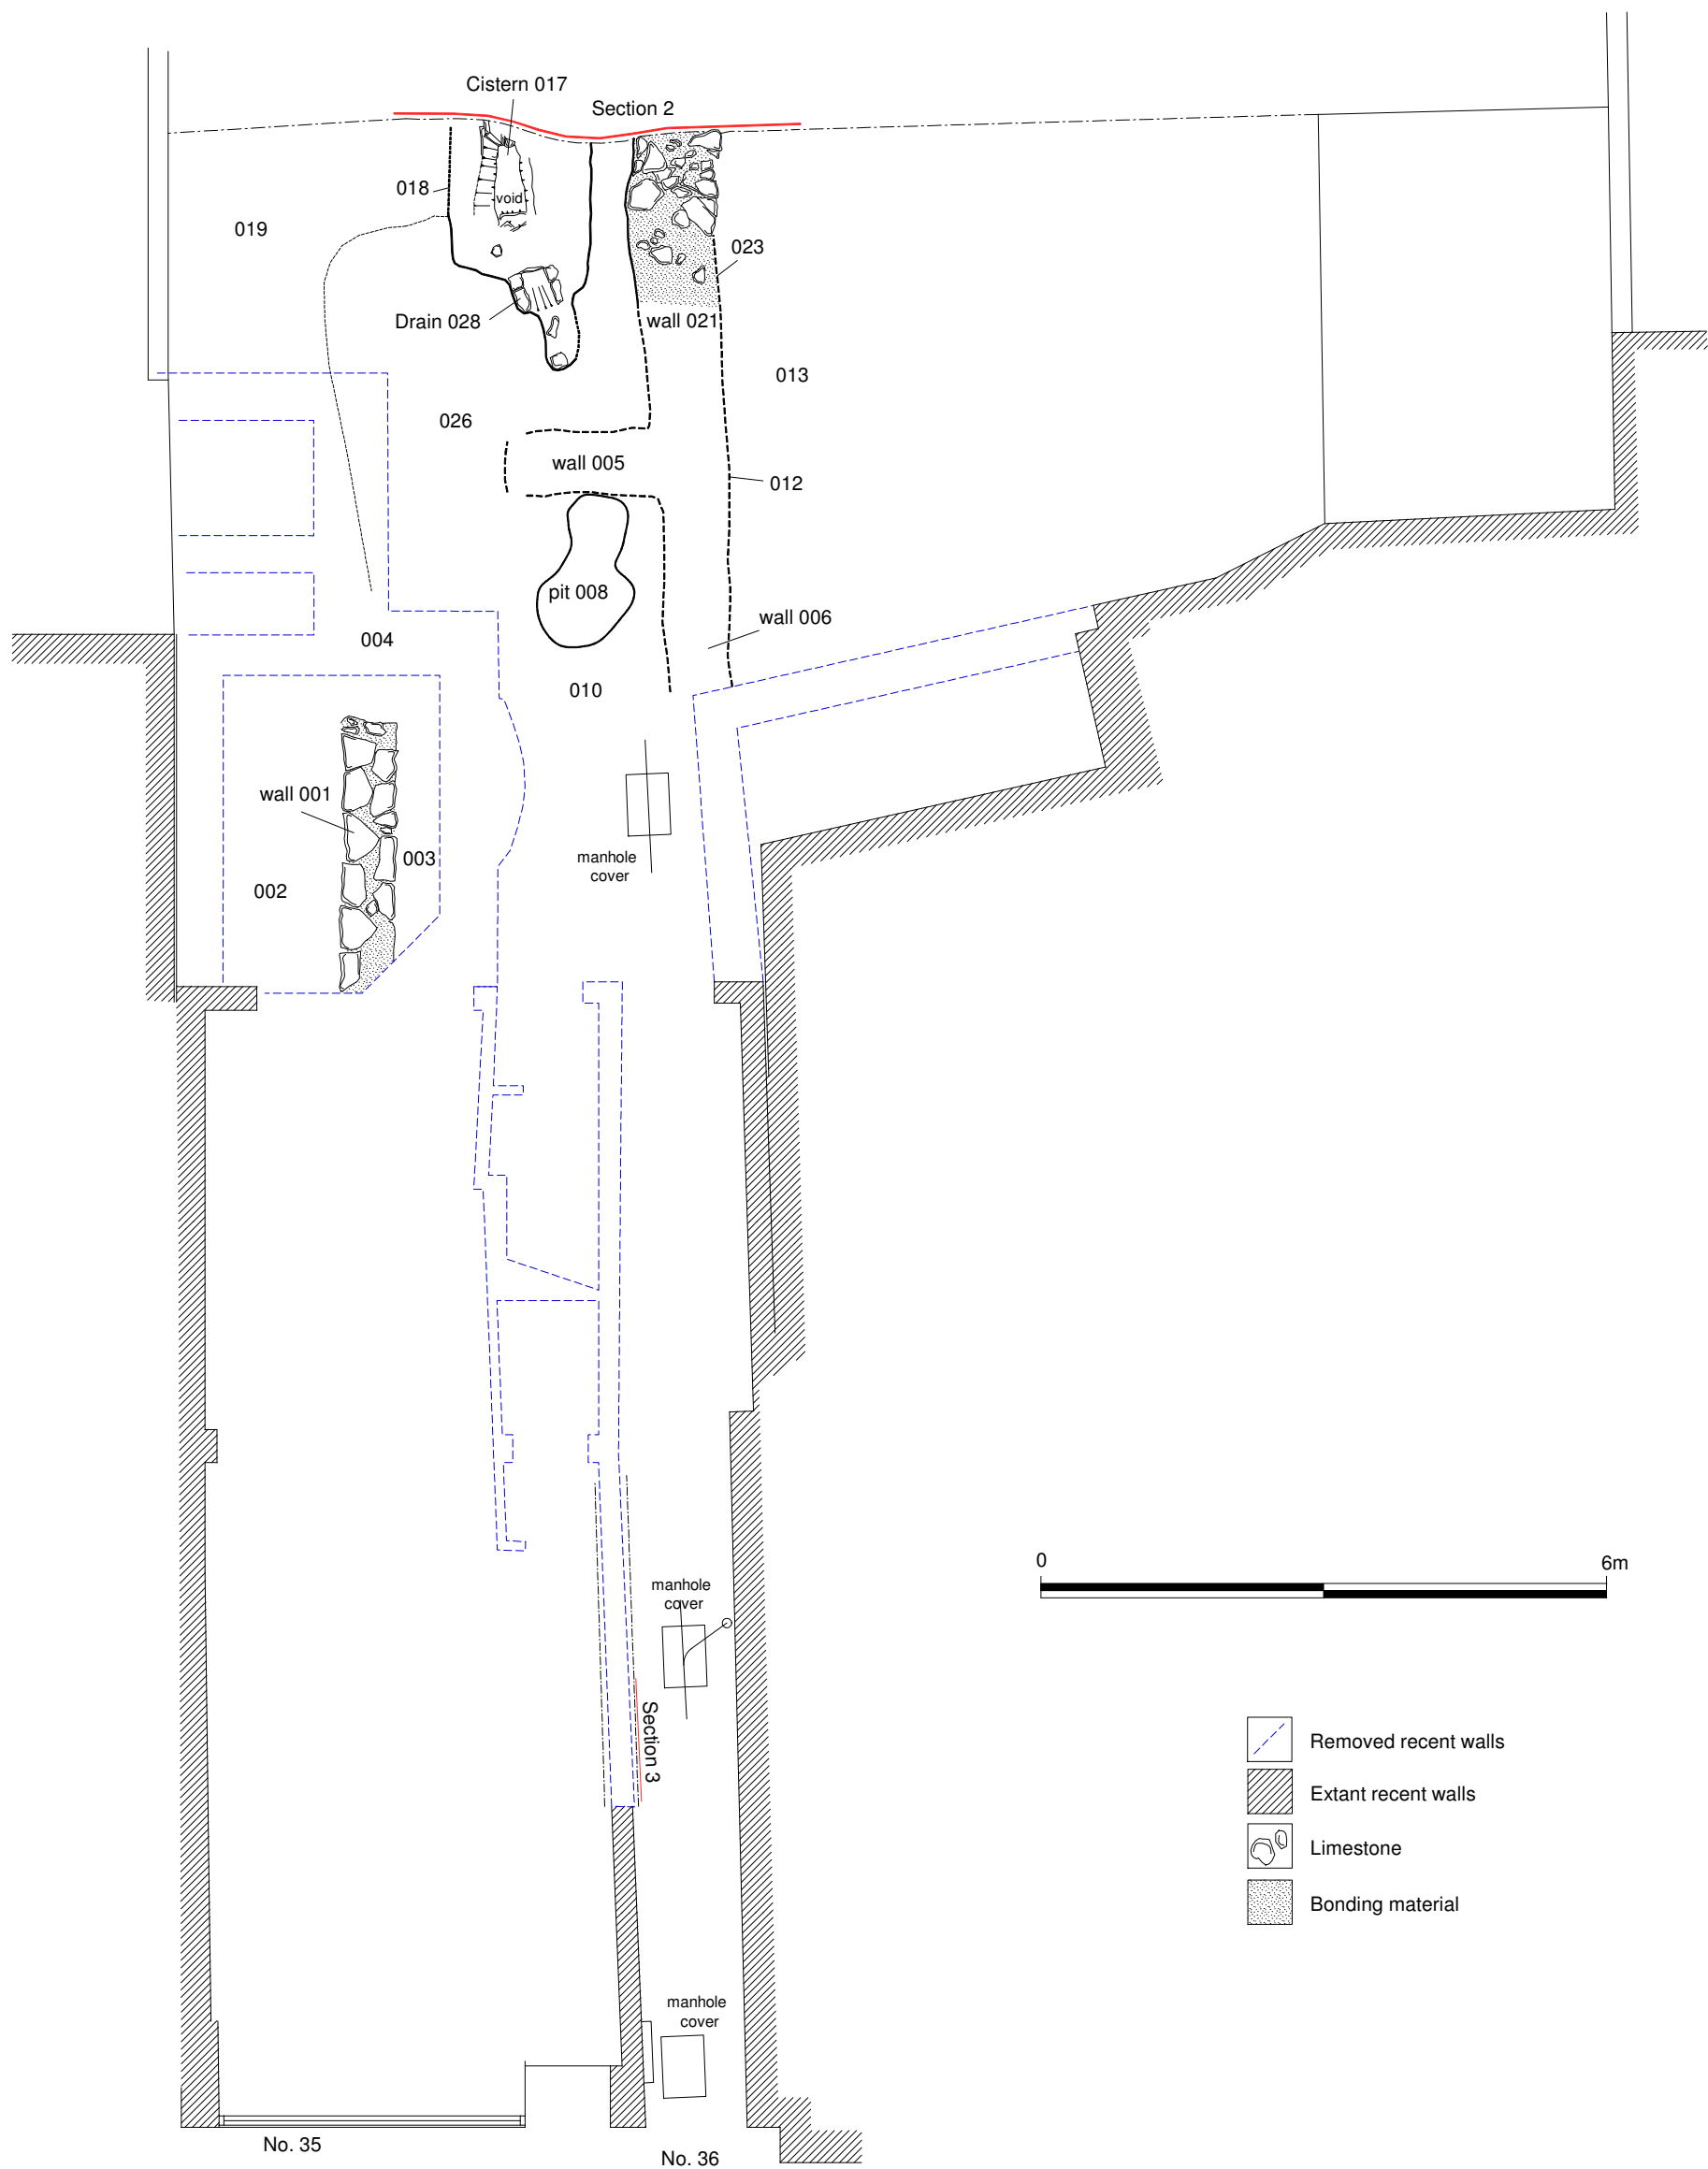 Cistern 017
Section 2
018
void
019
023
Drain 028
wall 021
013
026
wall 005
012
pit 008
wall 006
004
010
wall 001
manhole
cover
003
002
0
6m
manhole
cover
Section 3
Removed recent walls
Extant recent walls
Limestone
Bonding material
manhole
cover
No. 35
No. 36